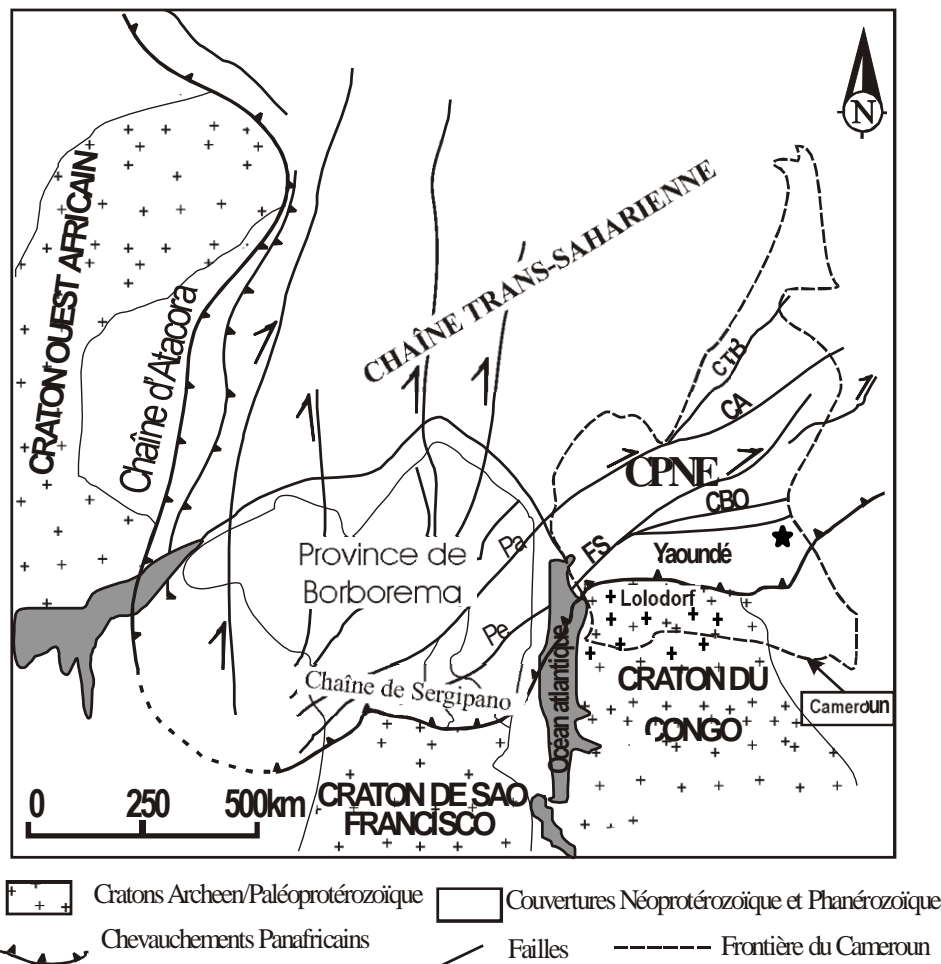 N
CRATON OUEST AFRICAIN
Chaîne d'Atacora
CHAÎNE TRANS-SAHARIENNE
CTB
CA
CPNE
CBO
Pa
FS
Yaoundé
Province de
Borborema
Lolodorf
Pe
Chaîne de Sergipano
Ocean atlantique
CRATON DU
CONGO
Cameroun
0 250 500km
CRATON DE SAO
FRANCISCO
Cratons Archeen/Paléoprotérozoïque
Couvertures Néoprotérozoïque et Phanérozoïque
Chevauchements Panafricains
Failles
Frontière du Cameroun